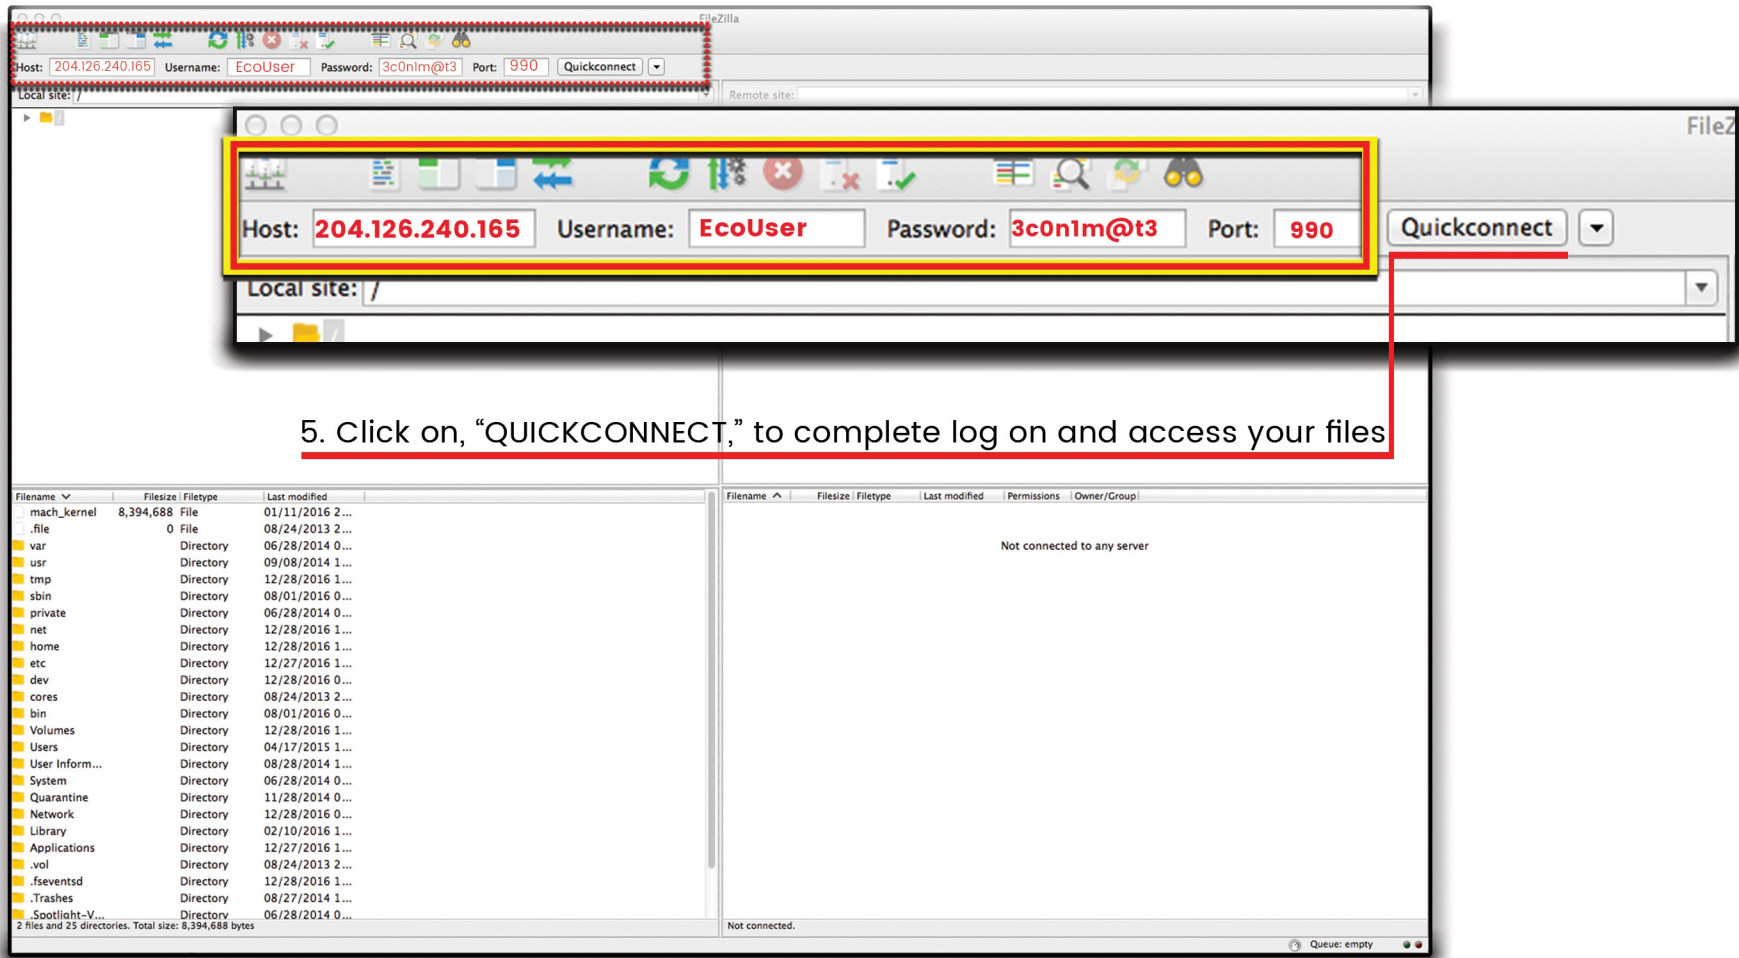 FileZilla
Host: 204.126.240.165 Username: EcoUser Password: 3c0n1m@t3 Port: 990 Quickconnect
Local site: /
Remote site:
/
FileZ
Host: 204.126.240.165 Username: EcoUser Password: 3c0n1m@t3 Port: 990 Quickconnect
Local site: /
/
5. Click on, “QUICKCONNECT,” to complete log on and access your files
Filename Filesize Filetype Last modified
mach_kernel 8,394,688 File 01/11/2016 2...
.file 0 File 08/24/2013 2...
var Directory 06/28/2014 0...
usr Directory 09/08/2014 1...
tmp Directory 12/28/2016 1...
sbin Directory 08/01/2016 0...
private Directory 06/28/2014 0...
net Directory 12/28/2016 1...
home Directory 12/28/2016 1...
etc Directory 12/27/2016 1...
dev Directory 12/28/2016 0...
cores Directory 08/24/2013 2...
bin Directory 08/01/2016 0...
Volumes Directory 12/28/2016 1...
Users Directory 04/17/2015 1...
User Inform... Directory 08/28/2014 1...
System Directory 06/28/2014 0...
Quarantine Directory 11/28/2014 0...
Network Directory 12/28/2016 0...
Library Directory 02/10/2016 1...
Applications Directory 12/27/2016 1...
.vol Directory 08/24/2013 2...
.fseventsd Directory 12/28/2016 1...
.Trashes Directory 08/27/2014 1...
.Spotlight-V... Directory 06/28/2014 0...
2 files and 25 directories. Total size: 8,394,688 bytes
Filename Filesize Filetype Last modified Permissions Owner/Group
Not connected to any server
Not connected.
Queue: empty